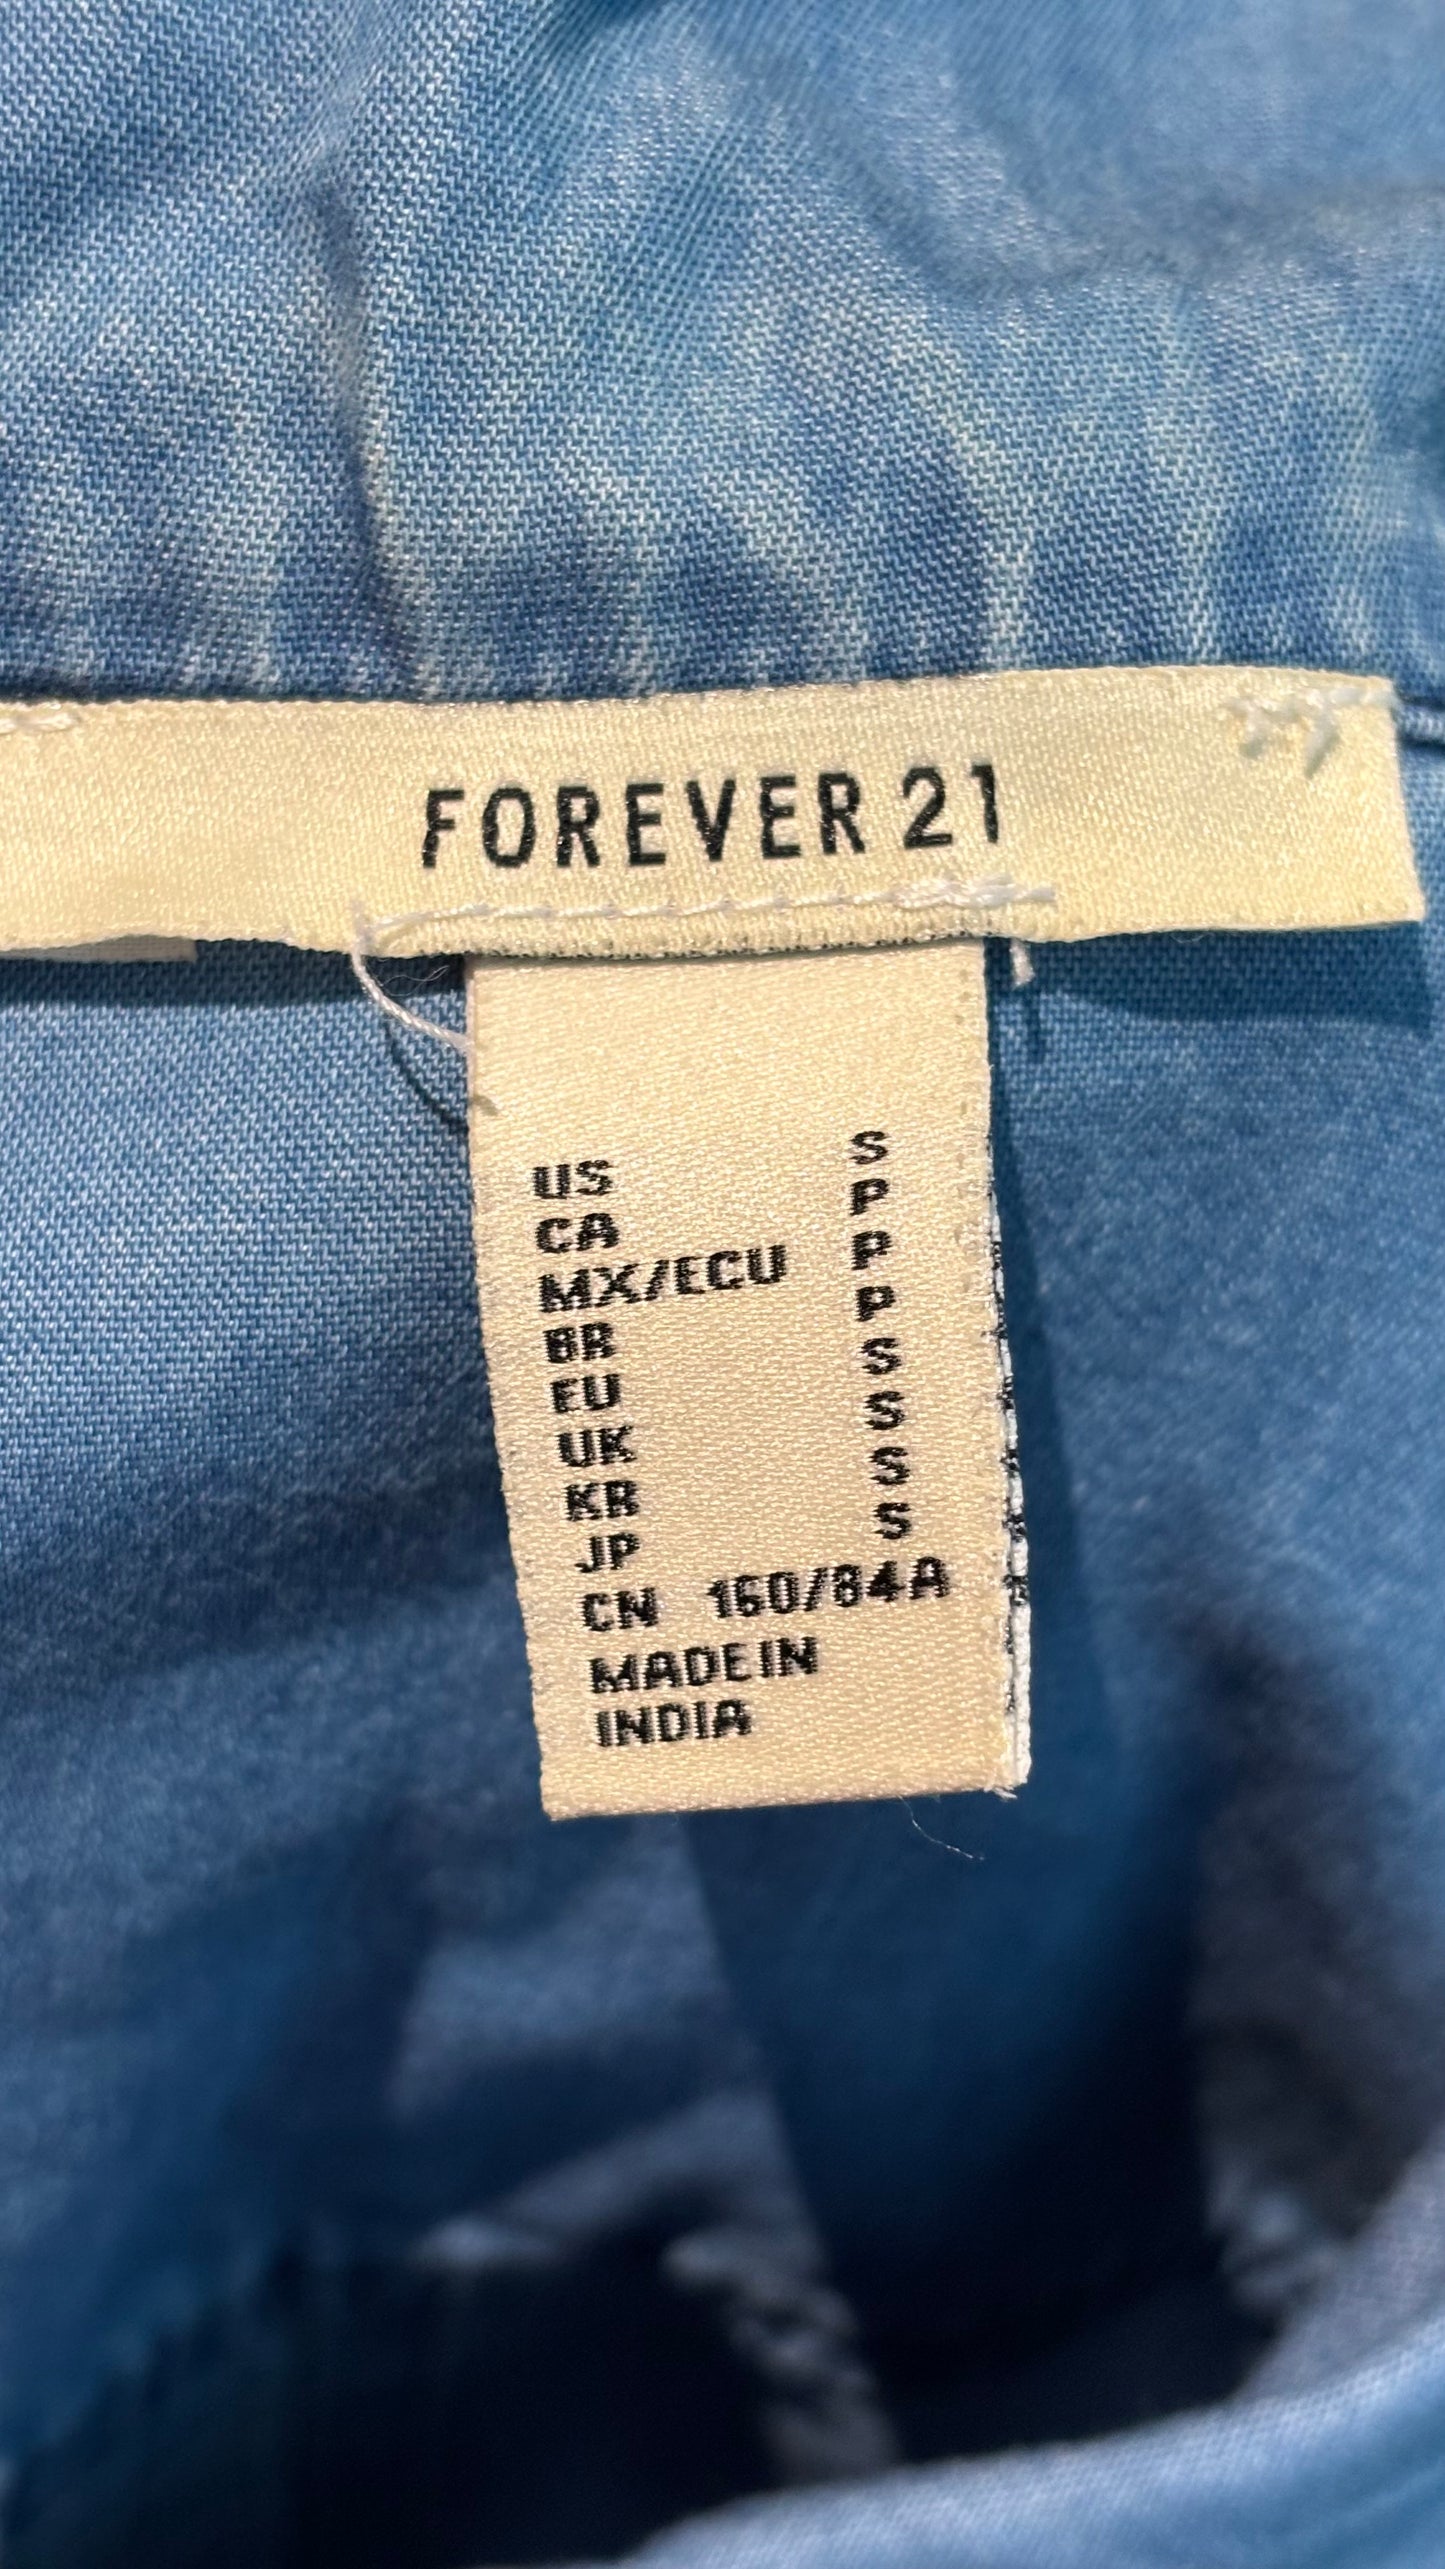 FOREVER 21
US S
CA P
MX/ECU P
BR P
EU S
UK S
KR S
JP S
CN 160/84A
MADE IN
INDIA